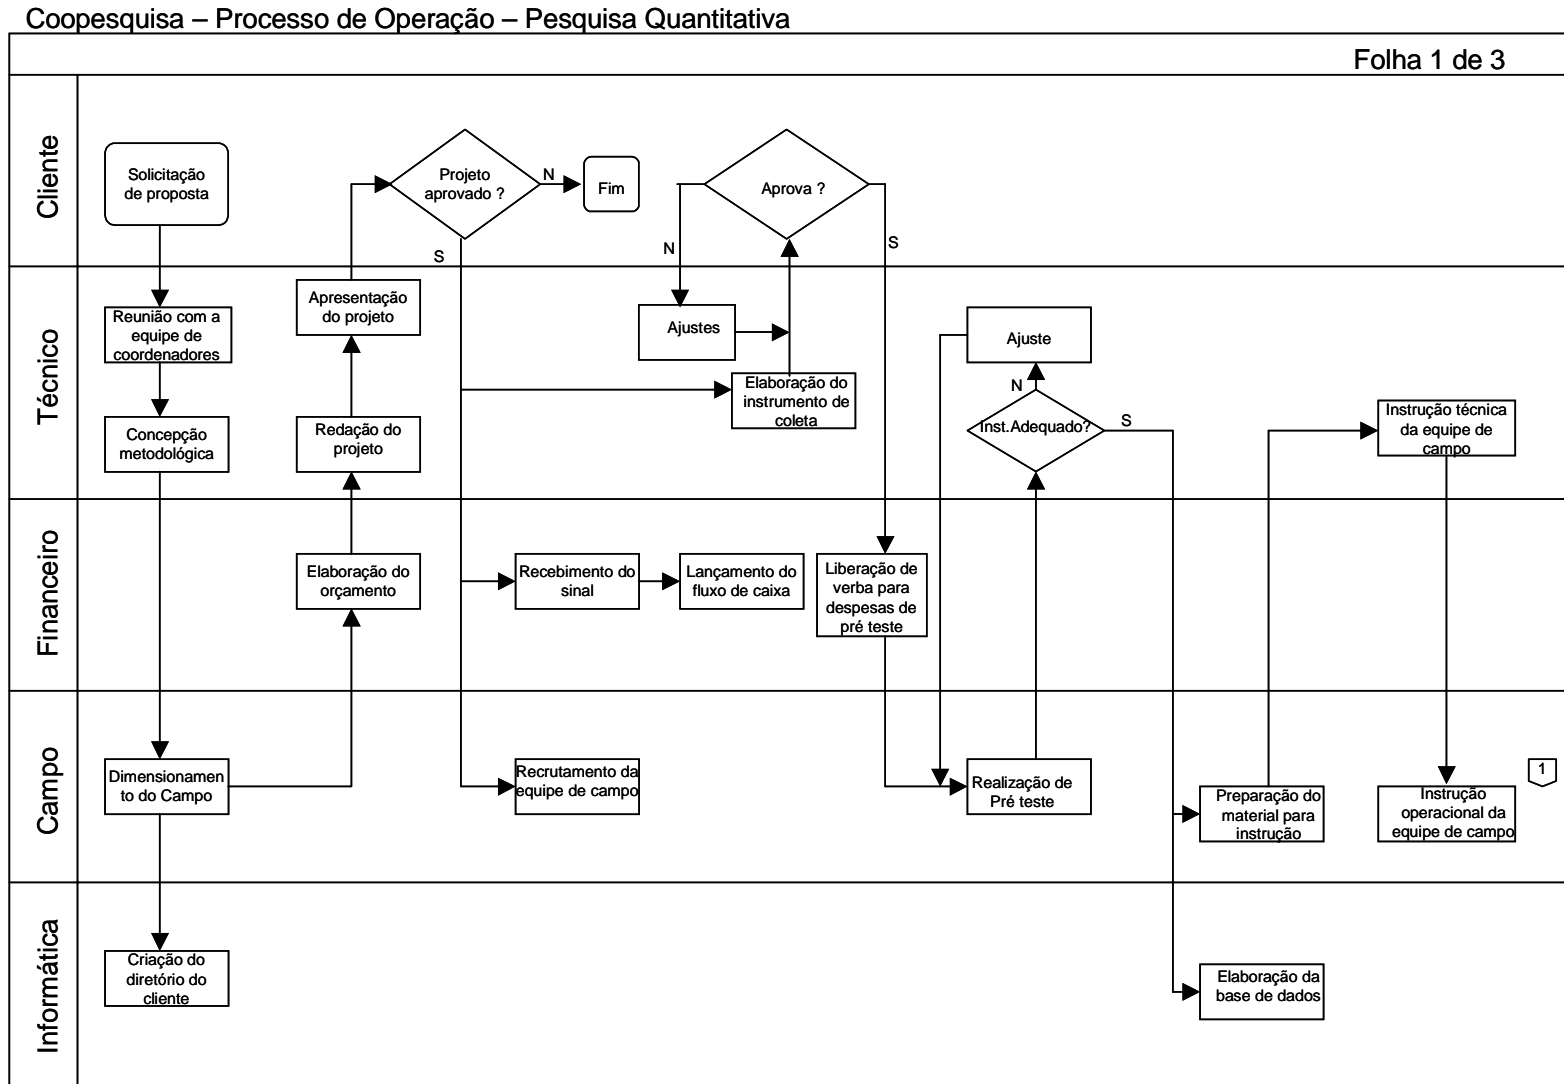 Coopesquisa – Processo de Operação – Pesquisa Quantitativa
Folha 1 de 3
Cliente
Solicitação
de proposta
Projeto
aprovado ?
N
Fim
S
Aprova ?
N
S
Técnico
Reunião com a
equipe de
coordenadores
Concepção
metodológica
Apresentação
do projeto
Redação do
projeto
Ajustes
Elaboração do
instrumento de
coleta
Ajuste
N
Inst.Adequado?
S
Instrução técnica
da equipe de
campo
Financeiro
Elaboração do
orçamento
Recebimento do
sinal
Lançamento do
fluxo de caixa
Liberação de
verba para
despesas de
pré teste
Campo
Dimensionamen
to do Campo
Recrutamento da
equipe de campo
Realização de
Pré teste
Preparação do
material para
instrução
Instrução
operacional da
equipe de campo
1
Informática
Criação do
diretório do
cliente
Elaboração da
base de dados